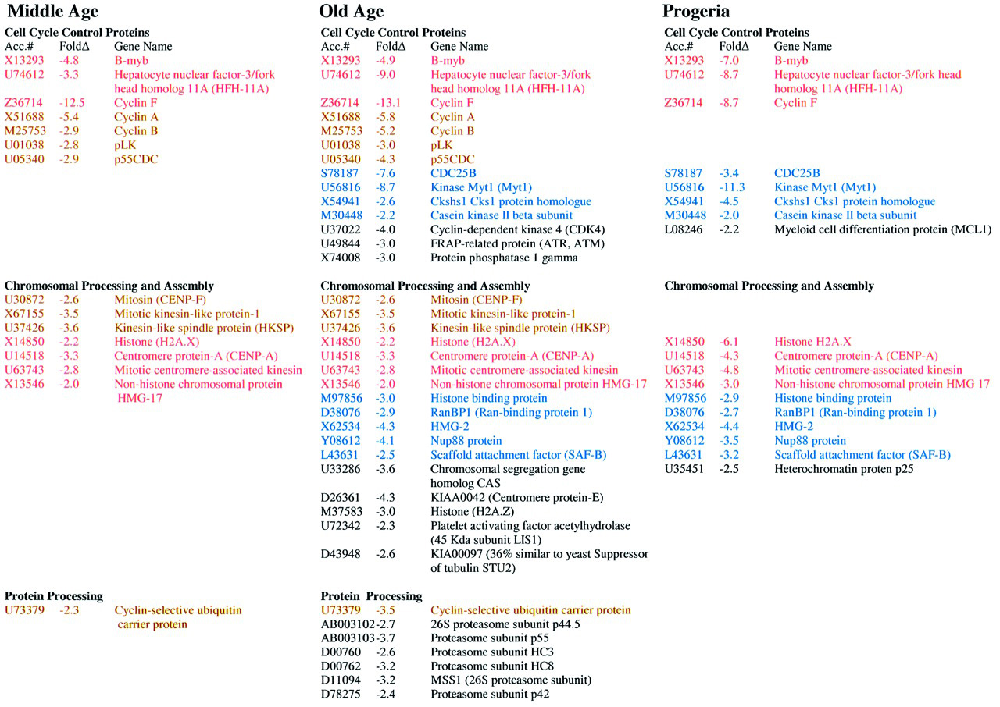 Middle Age
Cell Cycle Control Proteins
Acc.# FoldΔ Gene Name
X13293 -4.8 B-myb
U74612 -3.3 Hepatocyte nuclear factor-3/fork
head homolog 11A (HFH-11A)
Z36714 -12.5 Cyclin F
X51688 -5.4 Cyclin A
M25753 -2.9 Cyclin B
U01038 -2.8 pLK
U05340 -2.9 p55CDC
Chromosomal Processing and Assembly
U30872 -2.6 Mitosin (CENP-F)
X67155 -3.5 Mitotic kinesin-like protein-1
U37426 -3.6 Kinesin-like spindle protein (HKSP)
X14850 -2.2 Histone (H2A.X)
U14518 -3.3 Centromere protein-A (CENP-A)
U63743 -2.8 Mitotic centromere-associated kinesin
X13546 -2.0 Non-histone chromosomal protein
HMG-17
Protein Processing
U73379 -2.3 Cyclin-selective ubiquitin
carrier protein
Old Age
Cell Cycle Control Proteins
Acc.# FoldΔ Gene Name
X13293 -4.9 B-myb
U74612 -9.0 Hepatocyte nuclear factor-3/fork
head homolog 11A (HFH-11A)
Z36714 -13.1 Cyclin F
X51688 -5.8 Cyclin A
M25753 -5.2 Cyclin B
U01038 -3.0 pLK
U05340 -4.3 p55CDC
S78187 -7.6 CDC25B
U56816 -8.7 Kinase Myt1 (Myt1)
X54941 -2.6 Ckshs1 Cks1 protein homologue
M30448 -2.2 Casein kinase II beta subunit
U37022 -4.0 Cyclin-dependent kinase 4 (CDK4)
U49844 -3.0 FRAP-related protein (ATR, ATM)
X74008 -3.0 Protein phosphatase 1 gamma
Chromosomal Processing and Assembly
U30872 -2.6 Mitosin (CENP-F)
X67155 -3.5 Mitotic kinesin-like protein-1
U37426 -3.6 Kinesin-like spindle protein (HKSP)
X14850 -2.2 Histone (H2A.X)
U14518 -3.3 Centromere protein-A (CENP-A)
U63743 -2.8 Mitotic centromere-associated kinesin
X13546 -2.0 Non-histone chromosomal protein HMG-17
M97856 -3.0 Histone binding protein
D38076 -2.9 RanBP1 (Ran-binding protein 1)
X62534 -4.3 HMG-2
Y08612 -4.1 Nup88 protein
L43631 -2.5 Scaffold attachment factor (SAF-B)
U33286 -3.6 Chromosomal segregation gene
homolog CAS
D26361 -4.3 KIAA0042 (Centromere protein-E)
M37583 -3.0 Histone (H2A.Z)
U72342 -2.3 Platelet activating factor acetylhydrolase
(45 Kda subunit LIS1)
D43948 -2.6 KIA00097 (36% similar to yeast Suppressor
of tubulin STU2)
Protein Processing
U73379 -3.5 Cyclin-selective ubiquitin carrier protein
AB003102 -2.7 26S proteasome subunit p44.5
AB003103 -3.7 Proteasome subunit p55
D00760 -2.6 Proteasome subunit HC3
D00762 -3.2 Proteasome subunit HC8
D11094 -3.2 MSS1 (26S proteasome subunit)
D78275 -2.4 Proteasome subunit p42
Progeria
Cell Cycle Control Proteins
Acc.# FoldΔ Gene Name
X13293 -7.0 B-myb
U74612 -8.7 Hepatocyte nuclear factor-3/fork head
homolog 11A (HFH-11A)
Z36714 -8.7 Cyclin F
S78187 -3.4 CDC25B
U56816 -11.3 Kinase Myt1 (Myt1)
X54941 -4.5 Ckshs1 Cks1 protein homologue
M30448 -2.0 Casein kinase II beta subunit
L08246 -2.2 Myeloid cell differentiation protein (MCL1)
Chromosomal Processing and Assembly
X14850 -6.1 Histone H2A.X
U14518 -4.3 Centromere protein-A (CENP-A)
U63743 -4.8 Mitotic centromere-associated kinesin
X13546 -3.0 Non-histone chromosomal protein HMG 17
M97856 -2.9 Histone binding protein
D38076 -2.7 RanBP1 (Ran-binding protein 1)
X62534 -4.4 HMG-2
Y08612 -3.5 Nup88 protein
L43631 -3.2 Scaffold attachment factor (SAF-B)
U35451 -2.5 Heterochromatin proten p25